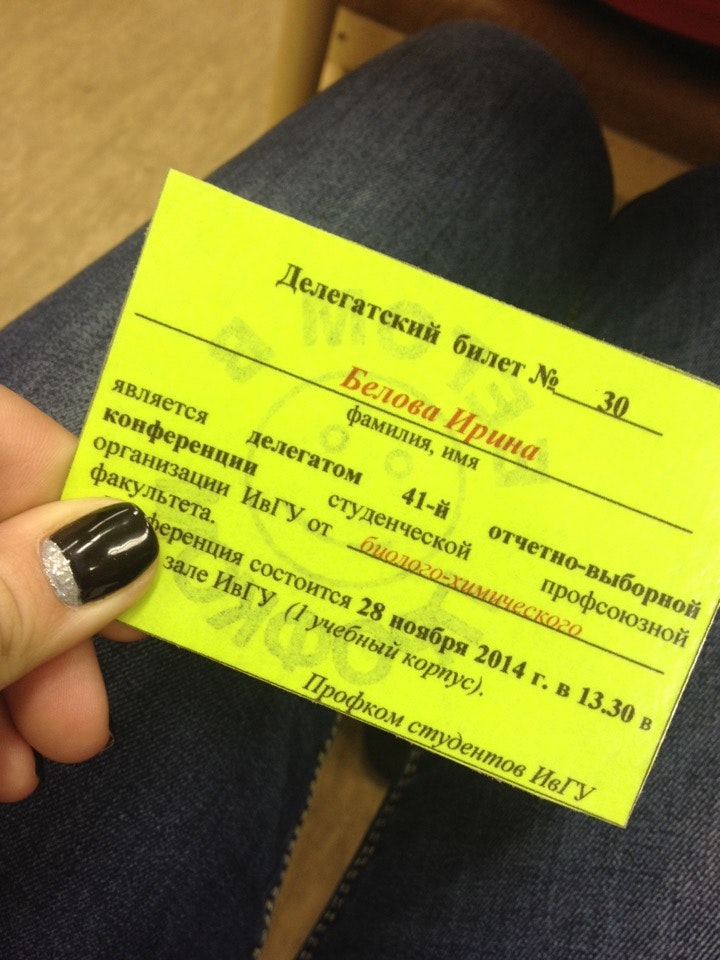 Делегатский билет № 30
Белова Ирина
фамилия, имя
является делегатом 41-й отчетно-выборной
конференции студенческой профсоюзной
организации ИвГУ от биолого-химического
факультета.
состоится 28 ноября 2014 г. в 13.30 в
зале ИвГУ (1 учебный корпус).
Профком студентов ИвГУ